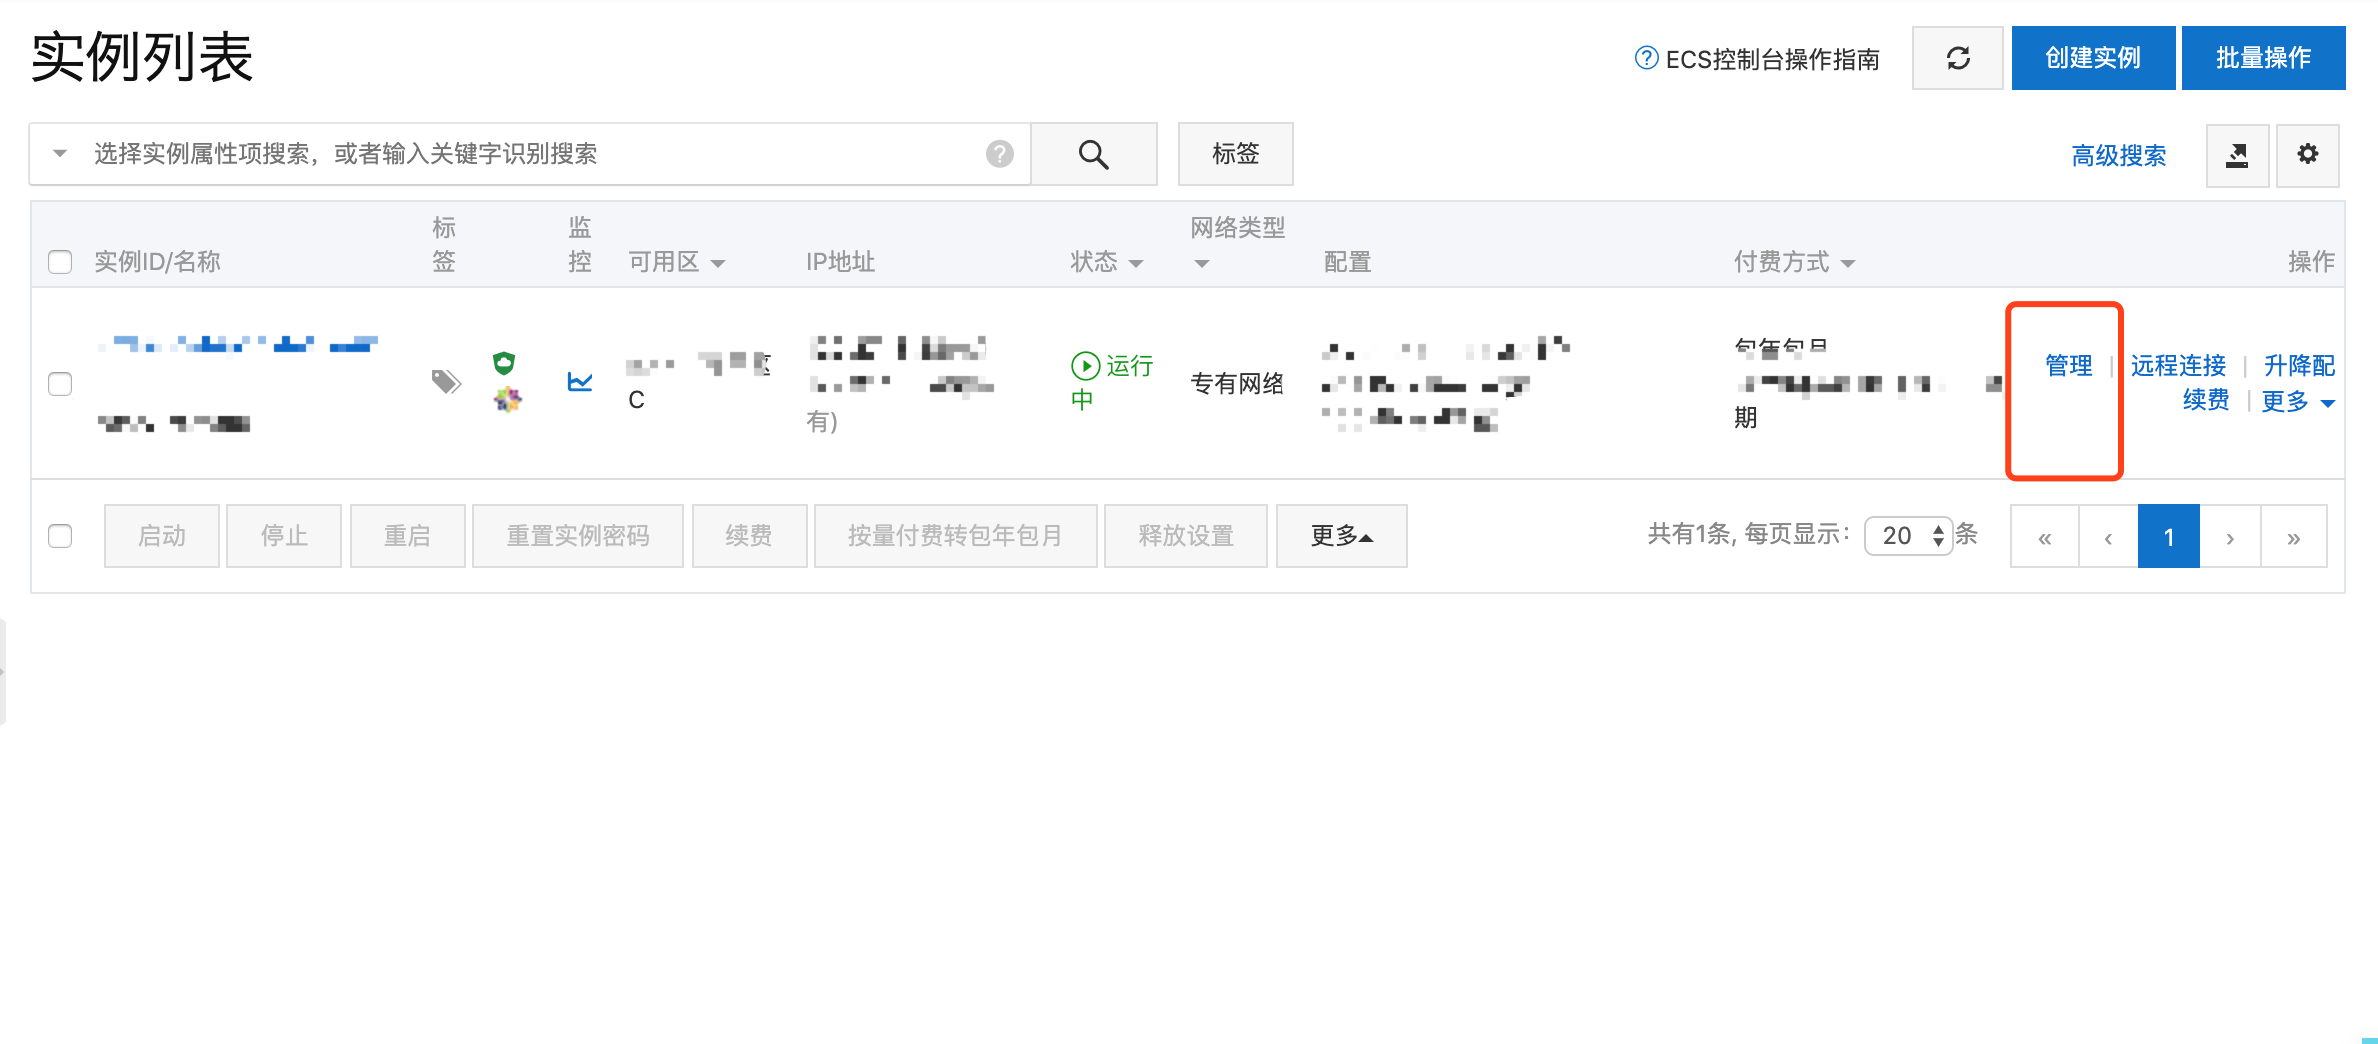 实例列表
ECS控制台操作指南
创建实例
批量操作
选择实例属性项搜索，或者输入关键字识别搜索
标签
高级搜索
实例ID/名称
标签
监控
可用区
IP地址
状态
网络类型
配置
付费方式
操作
C
有)
运行中
专有网络
包年包月
期
管理 | 远程连接 | 升降配
续费 | 更多
启动
停止
重启
重置实例密码
续费
按量付费转包年包月
释放设置
更多
共有1条, 每页显示： 20 条
« ‹ 1 › »